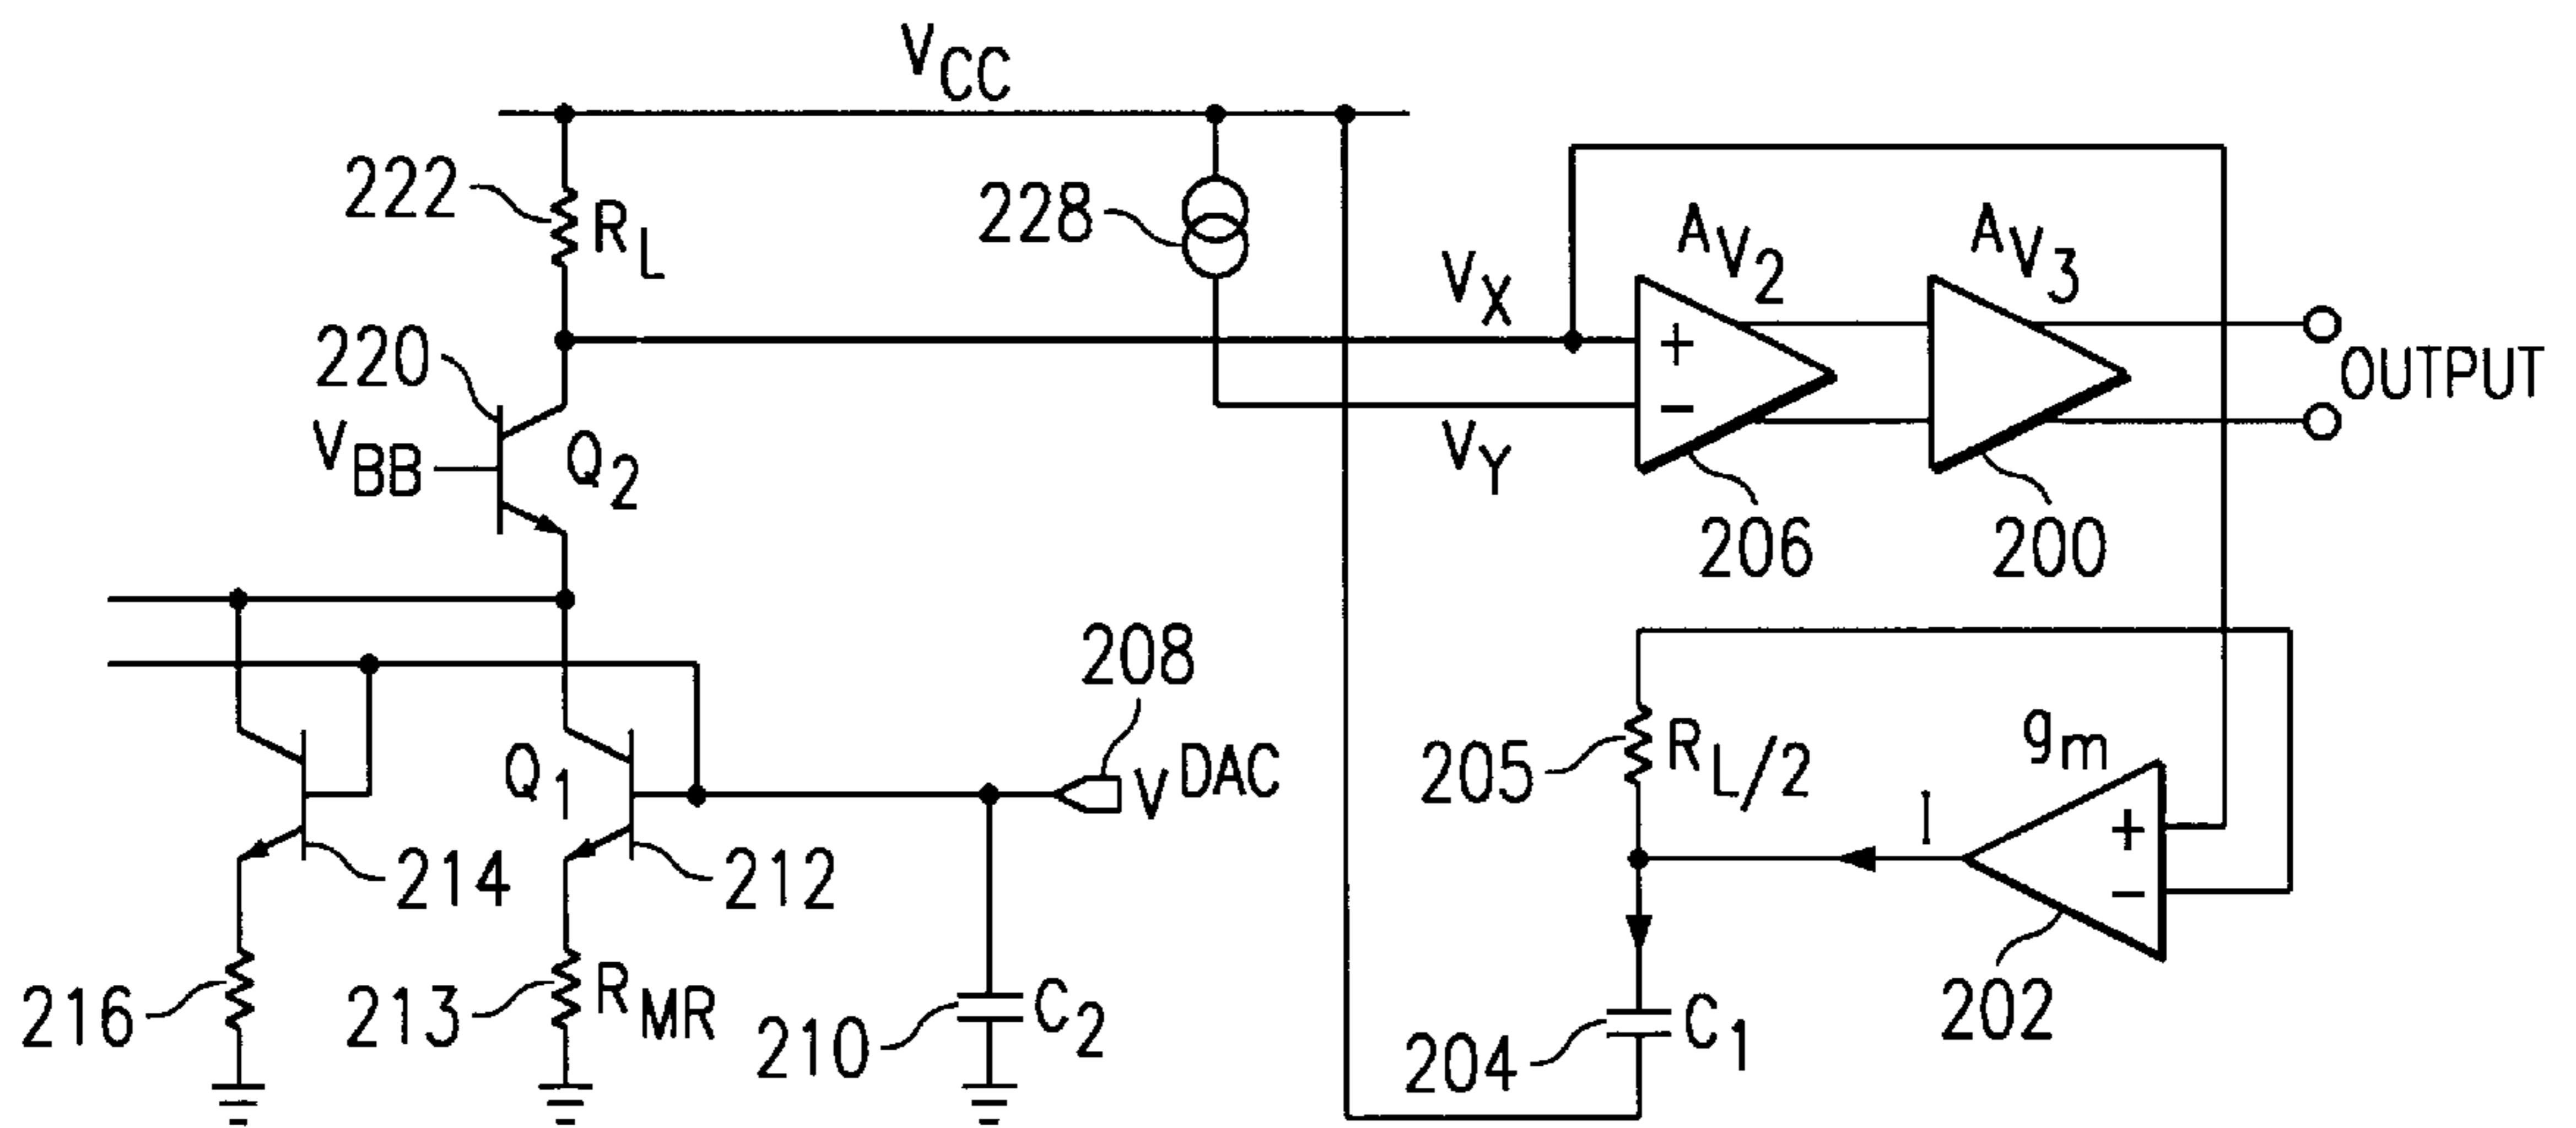 VCC
222
RL
228
VX
AV2
AV3
220
VBB
Q2
VY
OUTPUT
206
200
208
VDAC
Q1
214
212
205
RL/2
gm
I
+
−
+
−
216
213
RMR
210
C2
204
C1
202